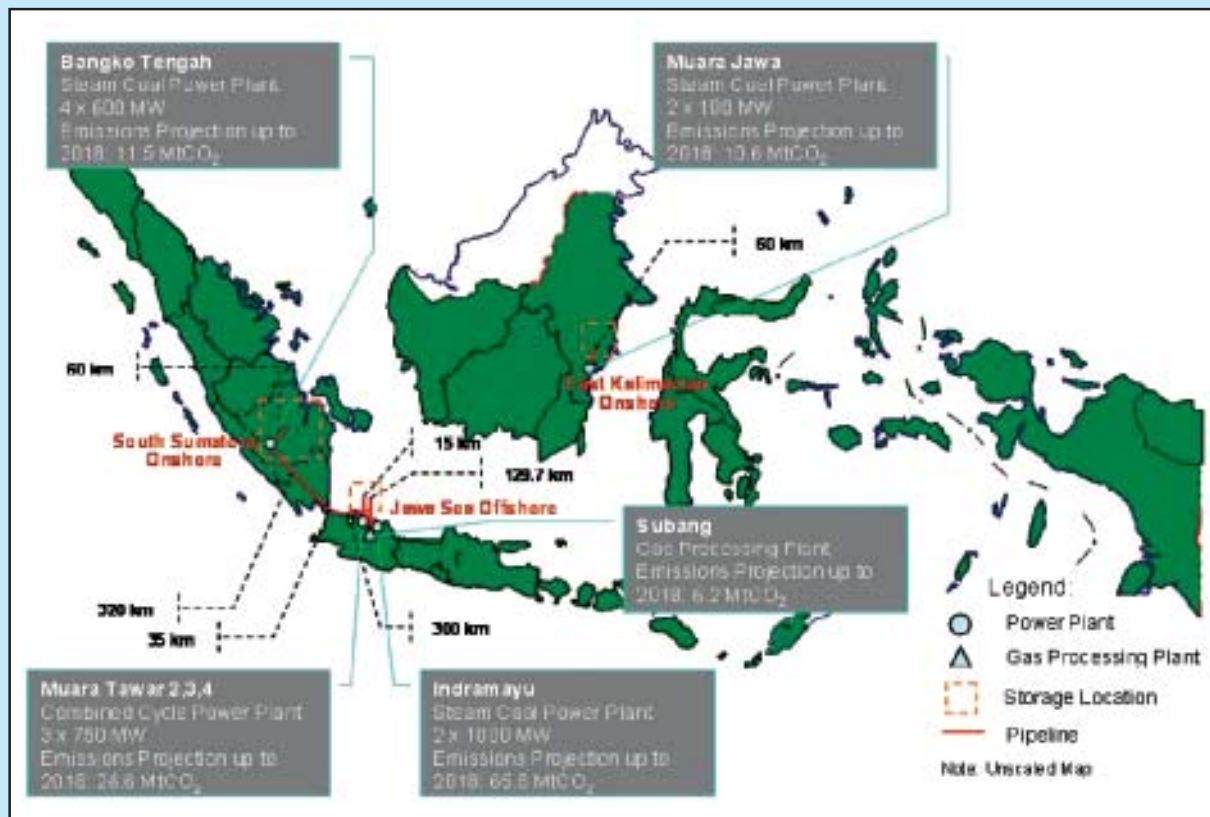 Bangko Tengah
Steam Coal Power Plant
4 x 600 MW
Emissions Projection up to
2018: 11.5 MtCO₂
Muara Jawa
Steam Coal Power Plant
2 x 100 MW
Emissions Projection up to
2018: 10.6 MtCO₂
60 km
60 km
East Kalimantan
Onshore
South Sumatera
Onshore
15 km
129.7 km
Jawa Sea Offshore
Subang
Gas Processing Plant
Emissions Projection up to
2018: 6.2 MtCO₂
320 km
35 km
300 km
Muara Tawar 2,3,4
Combined Cycle Power Plant
3 x 750 MW
Emissions Projection up to
2018: 26.6 MtCO₂
Indramayu
Steam Coal Power Plant
2 x 1000 MW
Emissions Projection up to
2018: 65.8 MtCO₂
Legend:
Power Plant
Gas Processing Plant
Storage Location
Pipeline
Note: Unscaled Map